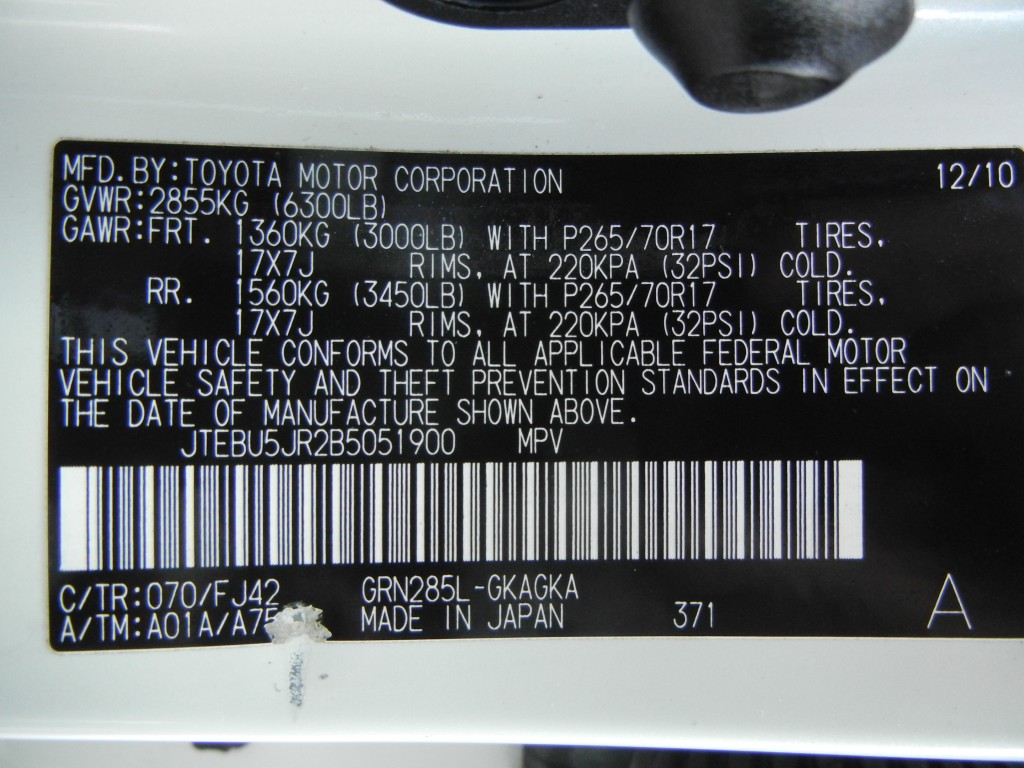 MFD.BY:TOYOTA MOTOR CORPORATION 12/10
GVWR:2855KG (6300LB)
GAWR:FRT. 1360KG (3000LB) WITH P265/70R17 TIRES,
17X7J RIMS, AT 220KPA (32PSI) COLD.
RR. 1560KG (3450LB) WITH P265/70R17 TIRES,
17X7J RIMS, AT 220KPA (32PSI) COLD.
THIS VEHICLE CONFORMS TO ALL APPLICABLE FEDERAL MOTOR
VEHICLE SAFETY AND THEFT PREVENTION STANDARDS IN EFFECT ON
THE DATE OF MANUFACTURE SHOWN ABOVE.
JTEBU5JR2B5051900 MPV
C/TR:070/FJ42 GRN285L-GKAGKA
A/TM:A01A/ MADE IN JAPAN 371 A